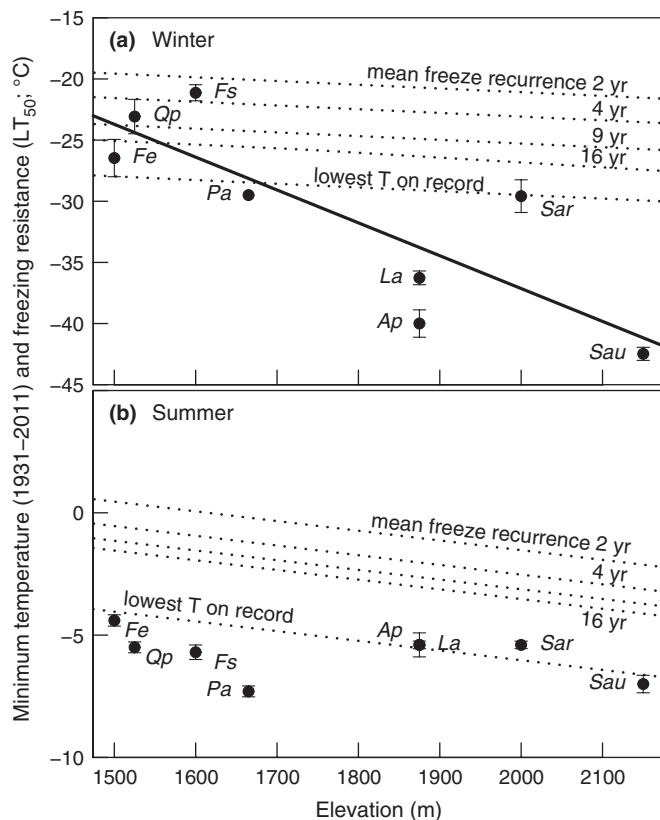 Minimum temperature (1931–2011) and freezing resistance (LT50; °C)
−15
(a) Winter
mean freeze recurrence 2 yr
−20
Fs
4 yr
Qp
9 yr
−25
16 yr
Fe
lowest T on record
Pa
Sar
−30
−35
La
Ap
−40
Sau
−45
(b) Summer
0
mean freeze recurrence 2 yr
4 yr
16 yr
lowest T on record
Fe
Ap
La
Sar
−5
Qp
Fs
Pa
Sau
−10
1500 1600 1700 1800 1900 2000 2100
Elevation (m)